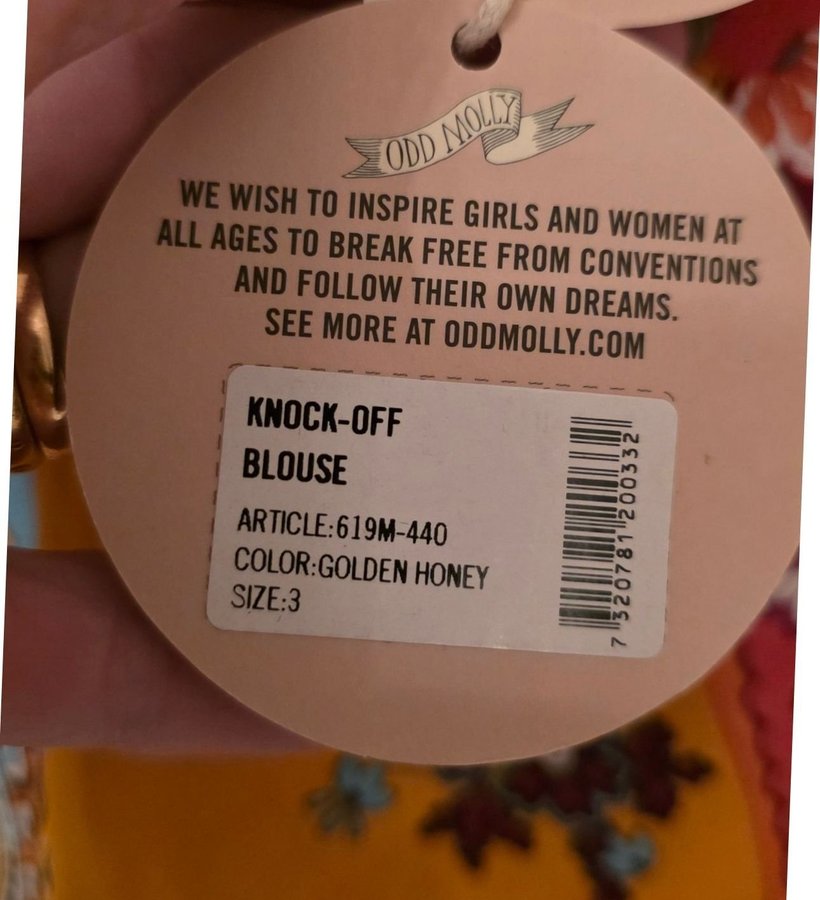 ODD MOLLY
WE WISH TO INSPIRE GIRLS AND WOMEN AT
ALL AGES TO BREAK FREE FROM CONVENTIONS
AND FOLLOW THEIR OWN DREAMS.
SEE MORE AT ODDMOLLY.COM
KNOCK-OFF
BLOUSE
ARTICLE:619M-440
COLOR:GOLDEN HONEY
SIZE:3
7 320781 200332